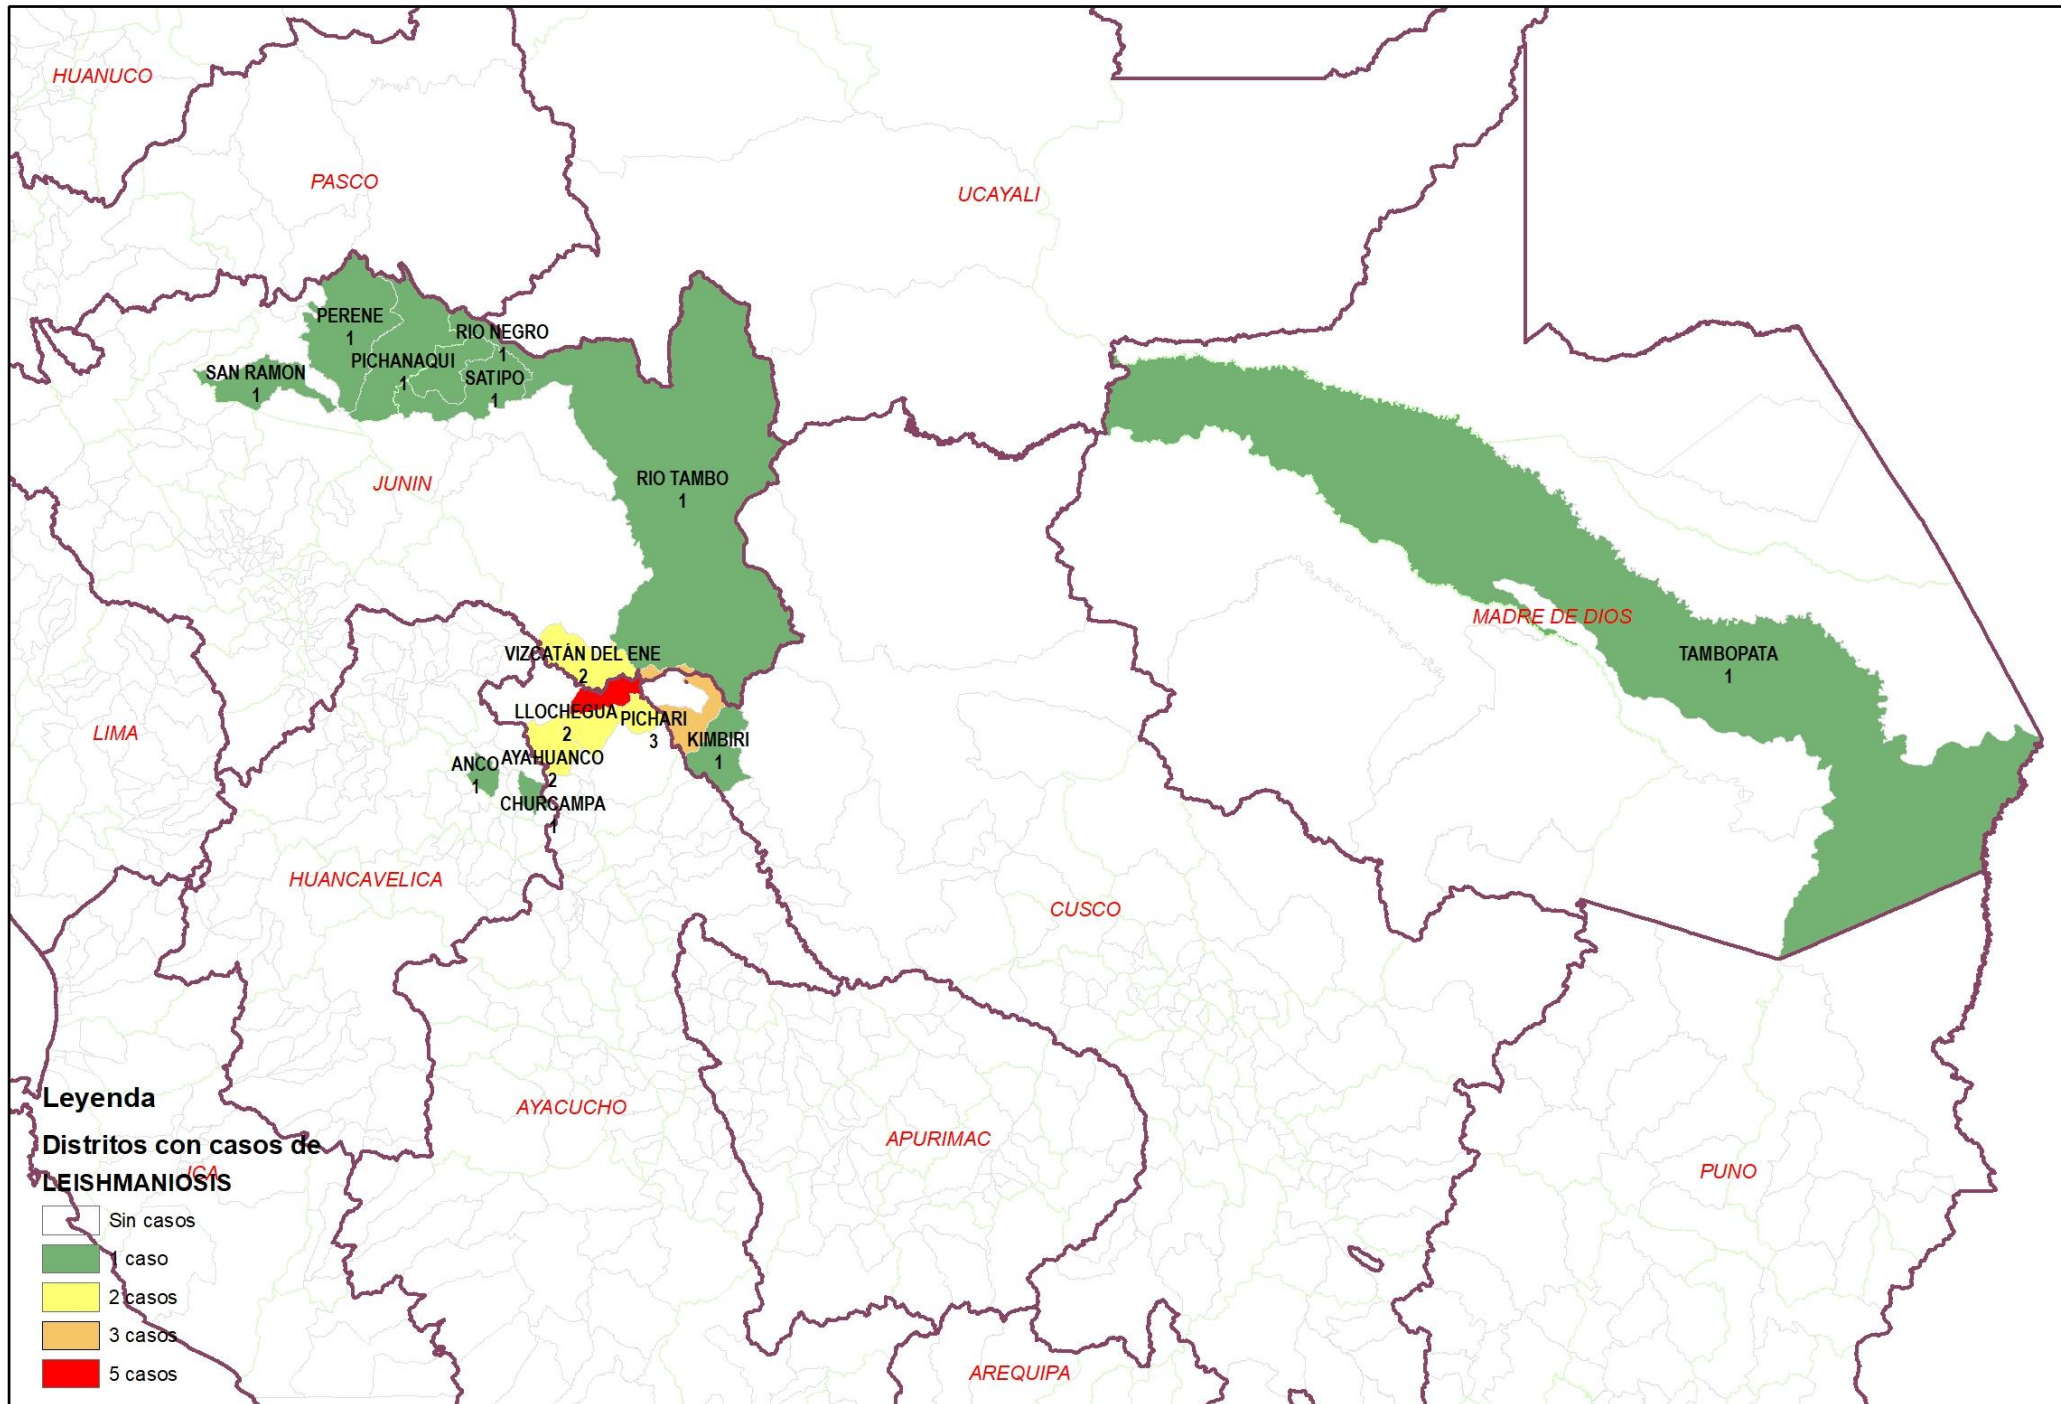 HUANUCO
PASCO
UCAYALI
PERENE
1
RIO NEGRO
1
PICHANAQUI
1
SAN RAMON
1
SATIPO
1
JUNIN
RIO TAMBO
1
MADRE DE DIOS
TAMBOPATA
1
VIZCATÁN DEL ENE
2
LLOCHEGUA
2
PICHARI
3
LIMA
KIMBIRI
1
ANCO
1
AYAHUANCO
2
CHURCAMPA
1
HUANCAVELICA
CUSCO
AYACUCHO
APURIMAC
PUNO
AREQUIPA
Leyenda
Distritos con casos de
ICA
LEISHMANIOSIS
Sin casos
1 caso
2 casos
3 casos
5 casos